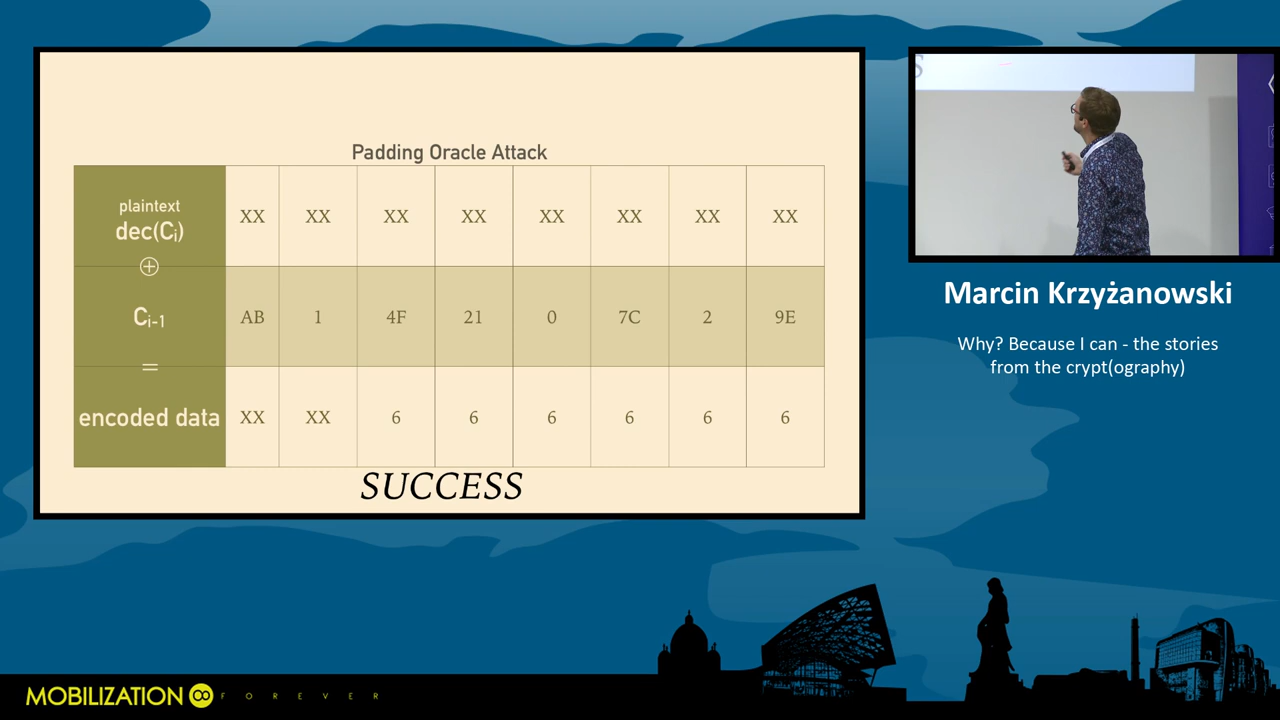 Padding Oracle Attack
plaintext
dec(Ci)
XX XX XX XX XX XX XX XX
⊕
Ci-1
AB 1 4F 21 0 7C 2 9E
=
encoded data
XX XX 6 6 6 6 6 6
SUCCESS
S
Marcin Krzyżanowski
Why? Because I can - the stories
from the crypt(ography)
MOBILIZATION 8 FOREVER